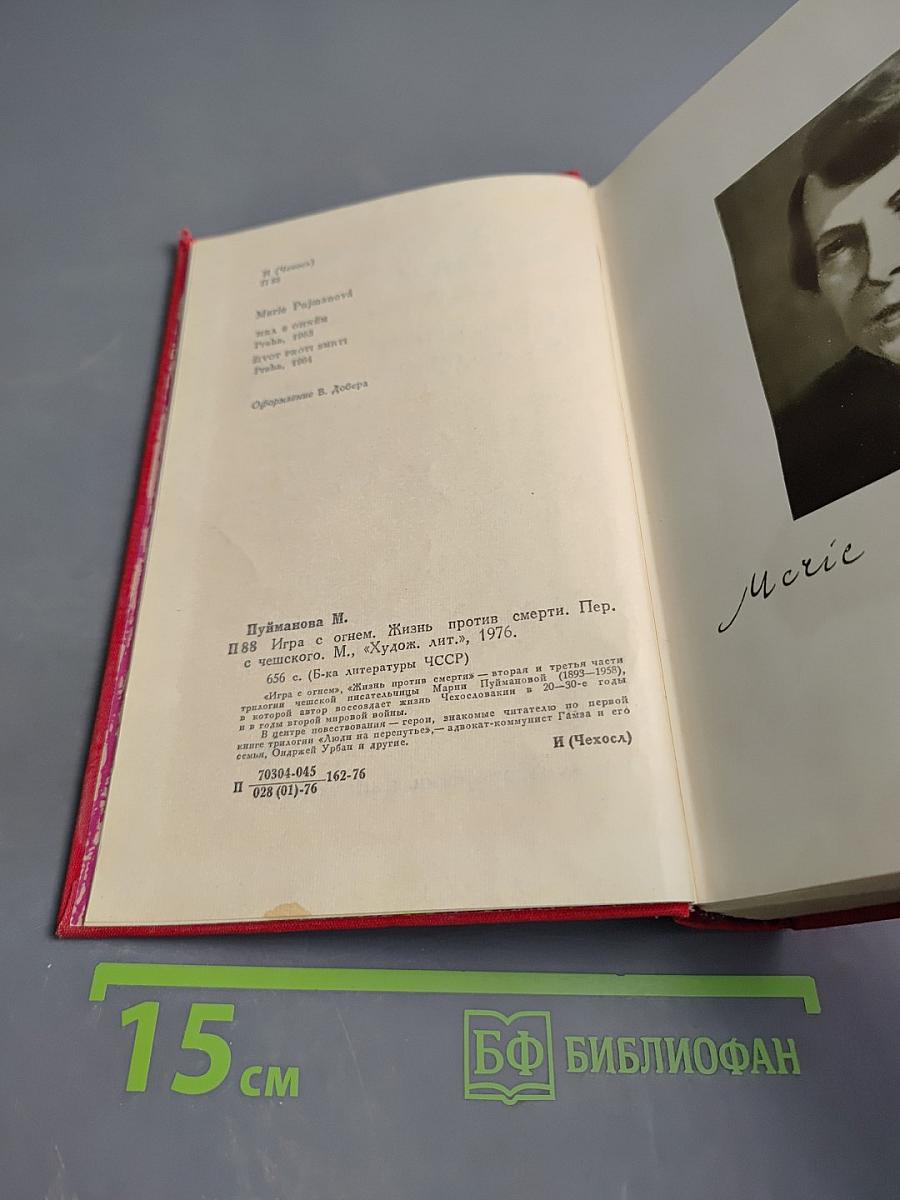 И (Чехосл)
П 88
Marie Pujmanová
HRA S OHNĚM
Praha, 1953
ŽIVOT PROTI SMRTI
Praha, 1954
Оформление В. Добера
Пуйманова М.
П 88 Игра с огнем. Жизнь против смерти. Пер.
с чешского. М., «Худож. лит.», 1976.
656 с. (Б-ка литературы ЧССР)
«Игра с огнем», «Жизнь против смерти» — вторая и третья части
трилогии чешской писательницы Марии Пуймановой (1893—1958),
в которой автор воссоздает жизнь Чехословакии в 20—30-е годы
и в годы второй мировой войны.
В центре повествования — герои, знакомые читателю по первой
книге трилогии «Люди на перепутье», — адвокат-коммунист Гамза и его
семья, Ондржей Урбан и другие.
И (Чехосл)
П 70304-045
028 (01)-76 162-76
Marie
15 см
БФ БИБЛИОФАН